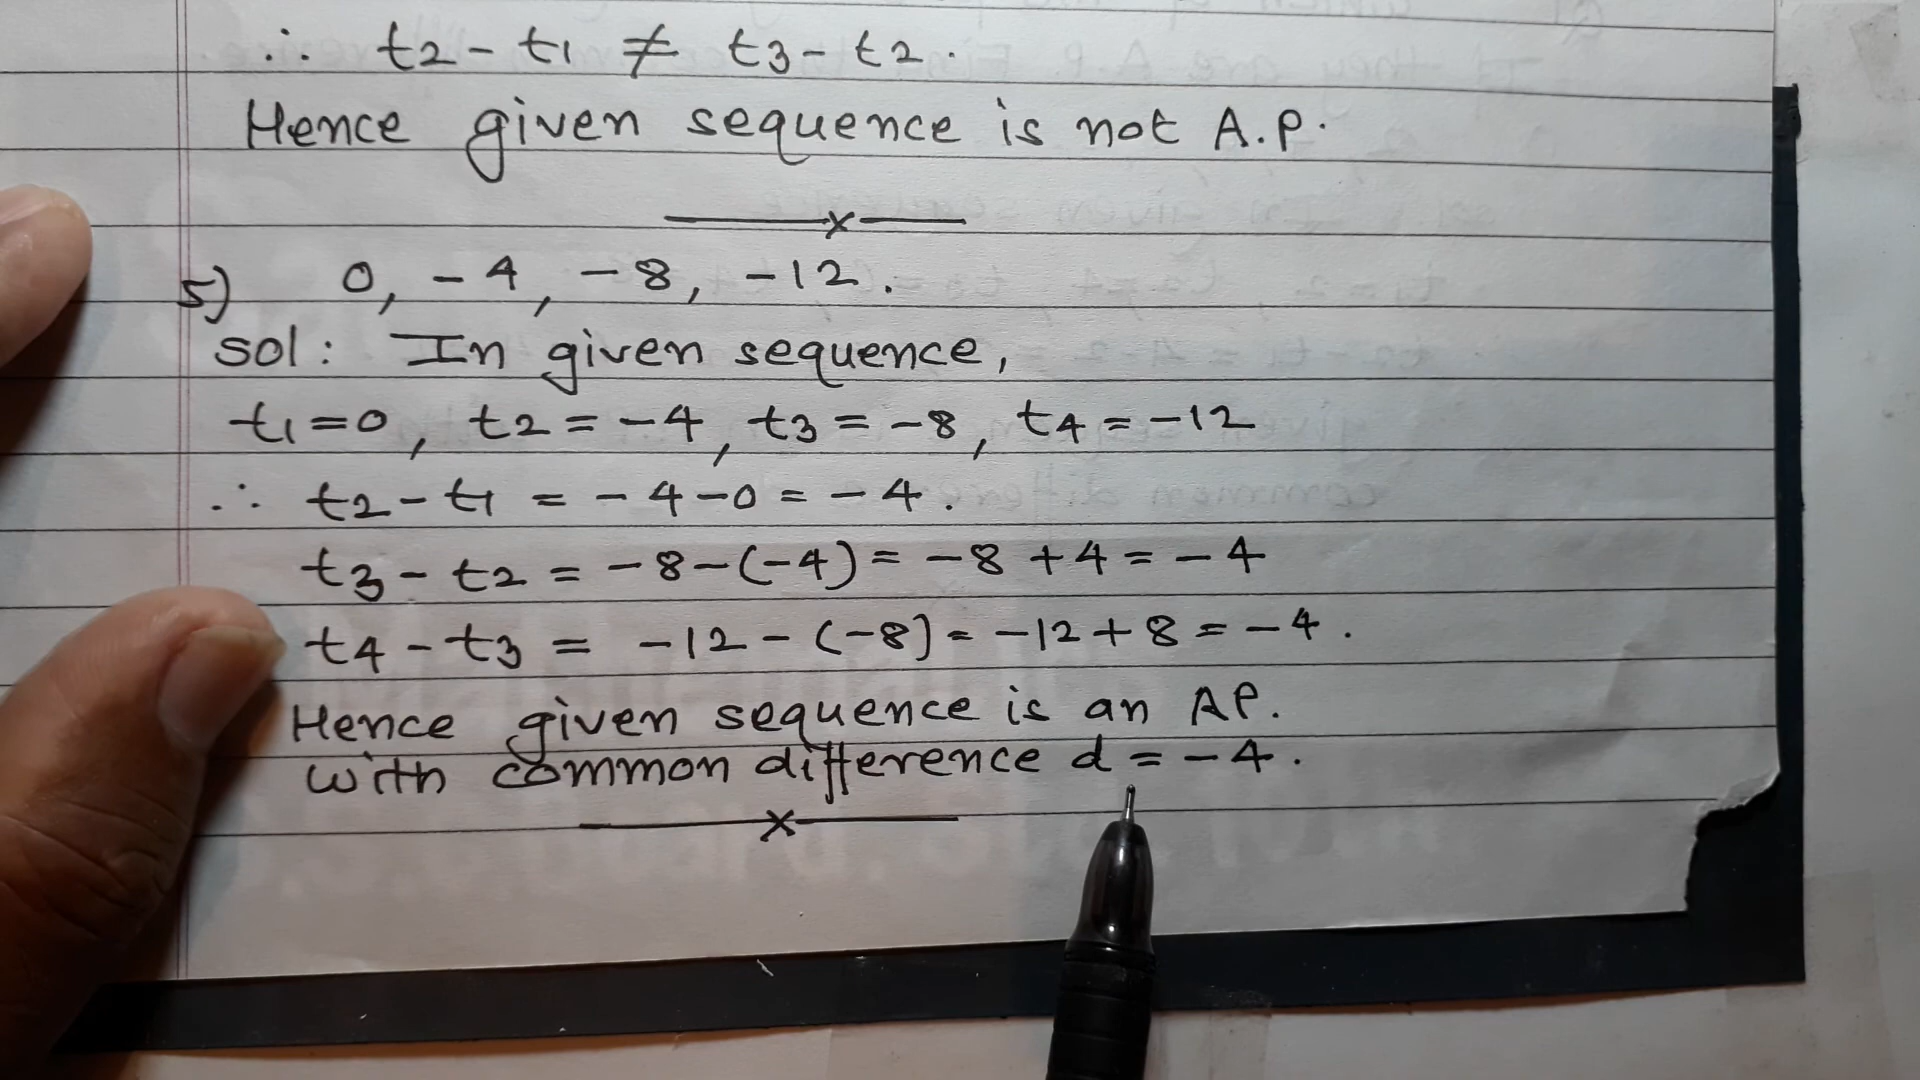 ∴ t2 - t1 ≠ t3 - t2.
Hence given sequence is not A.P.
x
5) 0, -4, -8, -12.
sol: In given sequence,
t1=0, t2=-4, t3=-8, t4=-12
∴ t2-t1 = -4-0=-4.
t3-t2 = -8-(-4)=-8+4=-4
t4-t3 = -12-(-8)=-12+8=-4.
Hence given sequence is an AP.
with common difference d=-4.
x